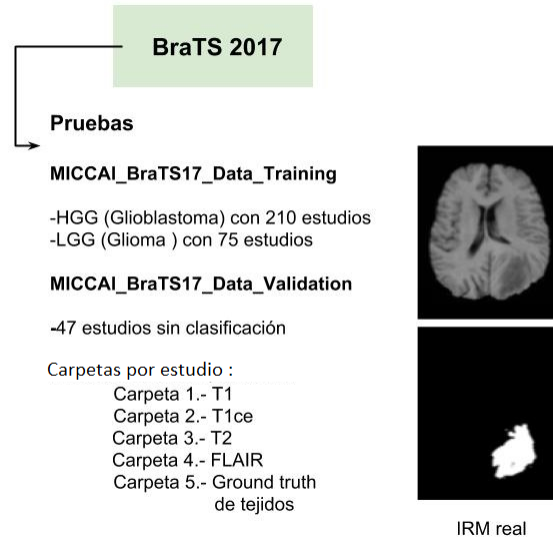 BraTS 2017
Pruebas
MICCAI_BraTS17_Data_Training
-HGG (Glioblastoma) con 210 estudios
-LGG (Glioma ) con 75 estudios
MICCAI_BraTS17_Data_Validation
-47 estudios sin clasificación
Carpetas por estudio :
Carpeta 1.- T1
Carpeta 2.- T1ce
Carpeta 3.- T2
Carpeta 4.- FLAIR
Carpeta 5.- Ground truth
de tejidos
IRM real